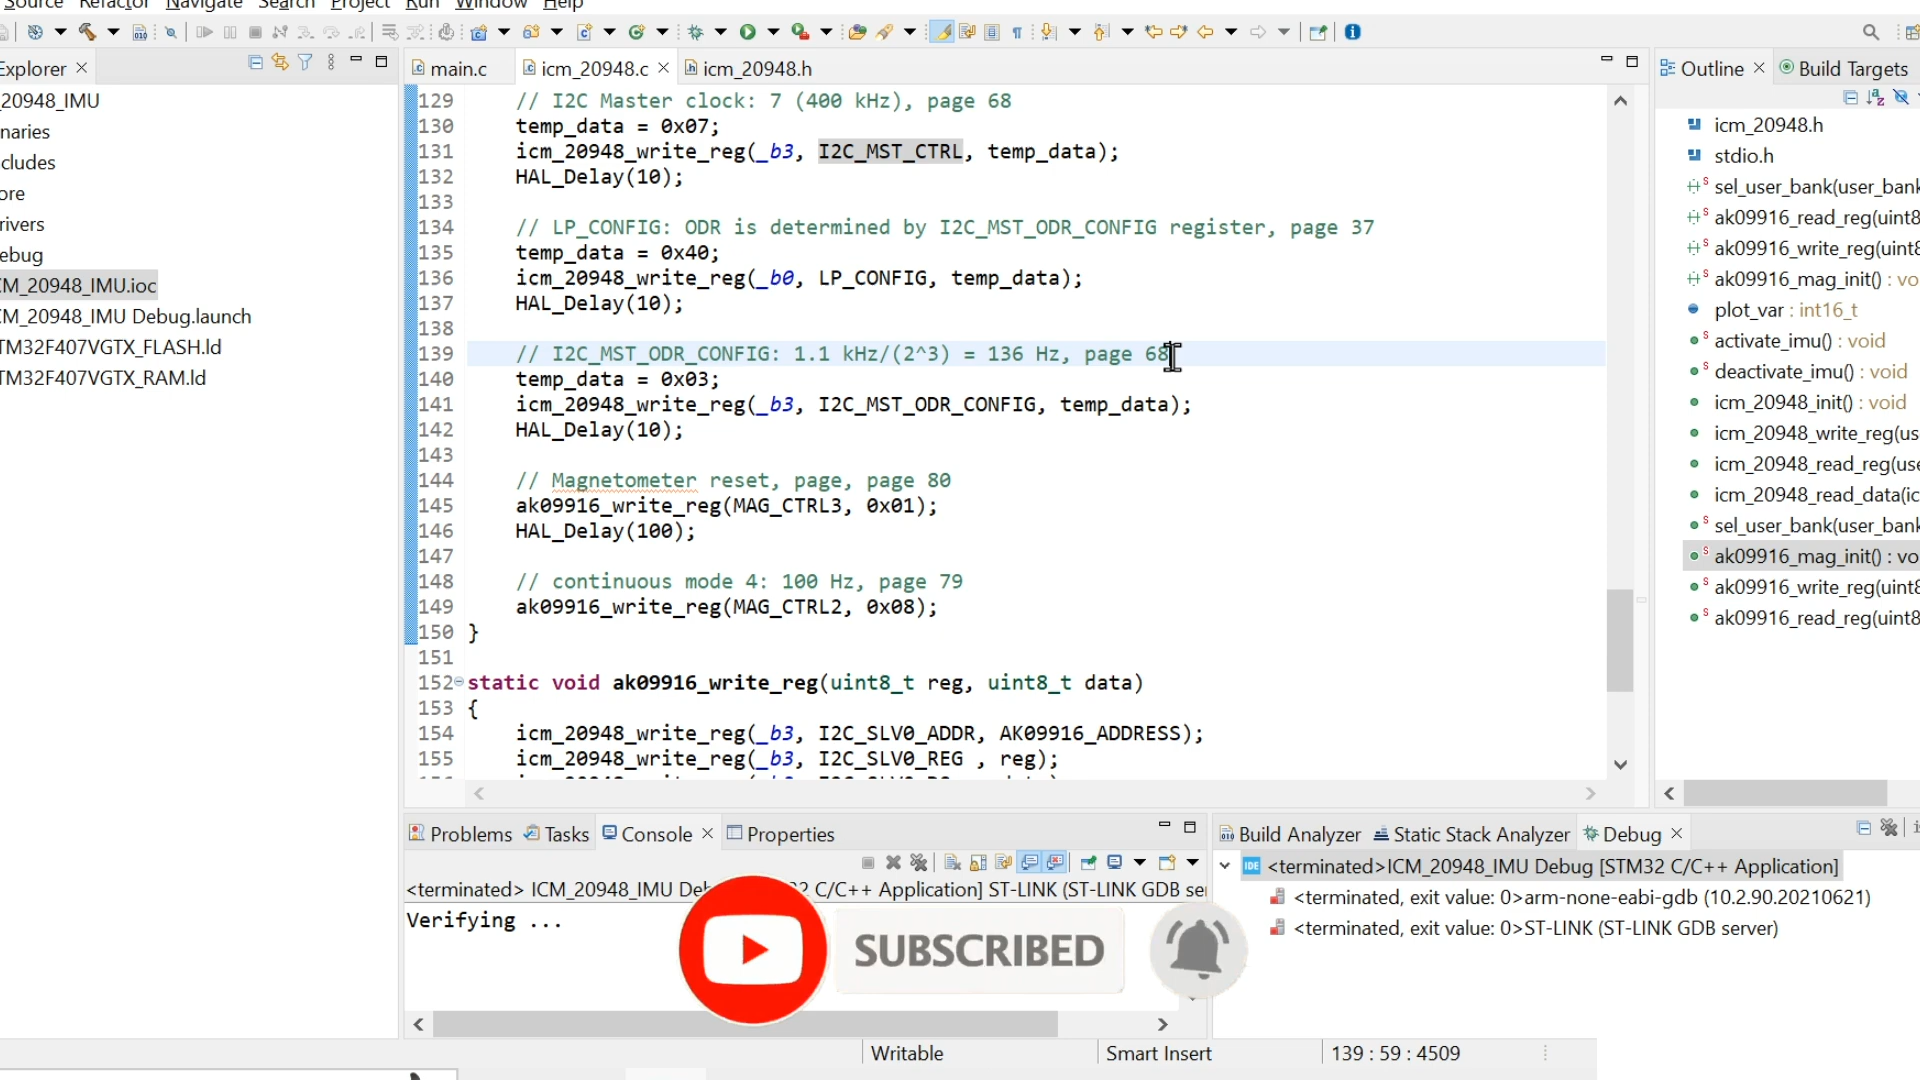 Source Refactor Navigate Search Project Run Window Help
Explorer
20948_IMU
naries
cludes
ore
rivers
ebug
CM_20948_IMU.ioc
CM_20948_IMU Debug.launch
TM32F407VGTX_FLASH.ld
TM32F407VGTX_RAM.ld
main.c icm_20948.c icm_20948.h
129 // I2C Master clock: 7 (400 kHz), page 68
130 temp_data = 0x07;
131 icm_20948_write_reg(_b3, I2C_MST_CTRL, temp_data);
132 HAL_Delay(10);
133
134 // LP_CONFIG: ODR is determined by I2C_MST_ODR_CONFIG register, page 37
135 temp_data = 0x40;
136 icm_20948_write_reg(_b0, LP_CONFIG, temp_data);
137 HAL_Delay(10);
138
139 // I2C_MST_ODR_CONFIG: 1.1 kHz/(2^3) = 136 Hz, page 68
140 temp_data = 0x03;
141 icm_20948_write_reg(_b3, I2C_MST_ODR_CONFIG, temp_data);
142 HAL_Delay(10);
143
144 // Magnetometer reset, page, page 80
145 ak09916_write_reg(MAG_CTRL3, 0x01);
146 HAL_Delay(100);
147
148 // continuous mode 4: 100 Hz, page 79
149 ak09916_write_reg(MAG_CTRL2, 0x08);
150 }
151
152 static void ak09916_write_reg(uint8_t reg, uint8_t data)
153 {
154 icm_20948_write_reg(_b3, I2C_SLV0_ADDR, AK09916_ADDRESS);
155 icm_20948_write_reg(_b3, I2C_SLV0_REG , reg);
Outline Build Targets
icm_20948.h
stdio.h
sel_user_bank(user_bank
ak09916_read_reg(uint8
ak09916_write_reg(uint8
ak09916_mag_init() : vo
plot_var : int16_t
activate_imu() : void
deactivate_imu() : void
icm_20948_init() : void
icm_20948_write_reg(us
icm_20948_read_reg(use
icm_20948_read_data(ic
sel_user_bank(user_bank
ak09916_mag_init() : vo
ak09916_write_reg(uint8
ak09916_read_reg(uint8
Problems Tasks Console Properties
<terminated> ICM_20948_IMU Deb C/C++ Application] ST-LINK (ST-LINK GDB se
Verifying ...
Build Analyzer Static Stack Analyzer Debug
IDE <terminated>ICM_20948_IMU Debug [STM32 C/C++ Application]
<terminated, exit value: 0>arm-none-eabi-gdb (10.2.90.20210621)
<terminated, exit value: 0>ST-LINK (ST-LINK GDB server)
SUBSCRIBED
Writable Smart Insert 139 : 59 : 4509